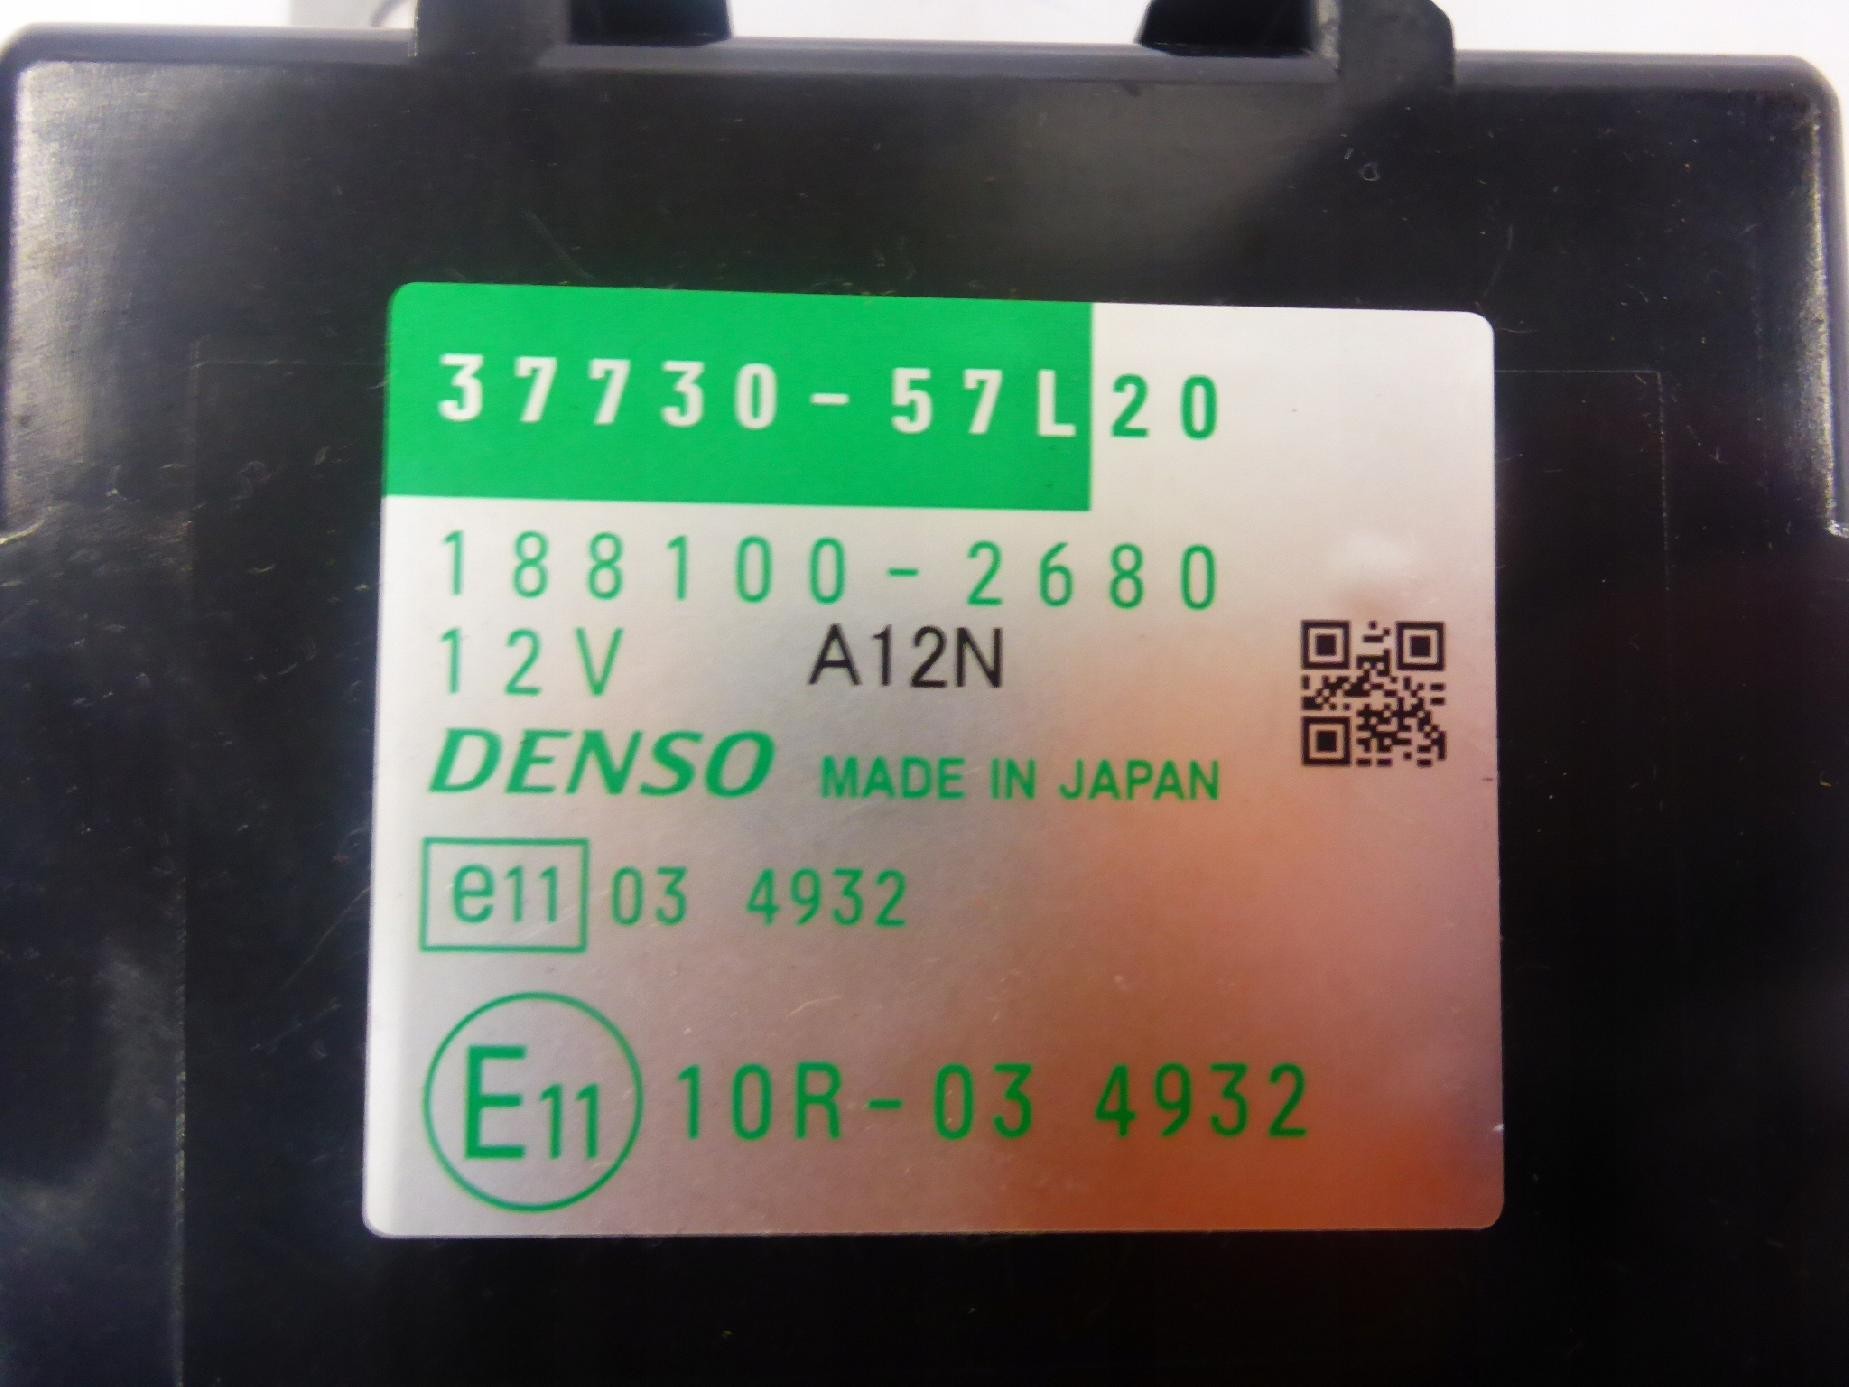 37730-57L20
188100-2680
12V A12N
DENSO MADE IN JAPAN
e11 03 4932
E11 10R-03 4932